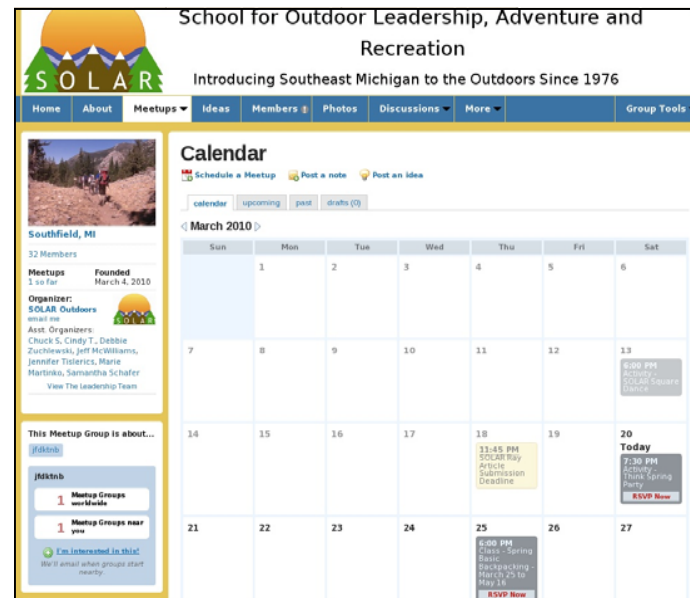 School for Outdoor Leadership, Adventure and
Recreation
Introducing Southeast Michigan to the Outdoors Since 1976
SOLAR
Home About Meetups Ideas Members Photos Discussions More Group Tools
Southfield, MI
32 Members
Meetups Founded
1 so far March 4, 2010
Organizer:
SOLAR Outdoors
email me
SOLAR
Asst. Organizers:
Chuck S, Cindy T., Debbie
Zuchlewski, Jeff McWilliams,
Jennifer Tislerics, Marie
Martinko, Samantha Schafer
View The Leadership Team
This Meetup Group is about...
jfdktnb
jfdktnb
1 Meetup Groups
worldwide
1 Meetup Groups near
you
I'm interested in this!
We'll email when groups start
nearby.
Calendar
Schedule a Meetup Post a note Post an idea
calendar upcoming past drafts (0)
March 2010
Sun Mon Tue Wed Thu Fri Sat
1 2 3 4 5 6
7 8 9 10 11 12 13
6:00 PM
Activity -
SOLAR Square
Dance
14 15 16 17 18 19 20
Today
11:45 PM
SOLAR Ray
Article
Submission
Deadline
7:30 PM
Activity -
Think Spring
Party
RSVP Now
21 22 23 24 25 26 27
6:00 PM
Class - Spring
Basic
Backpacking -
March 25 to
May 16
RSVP Now